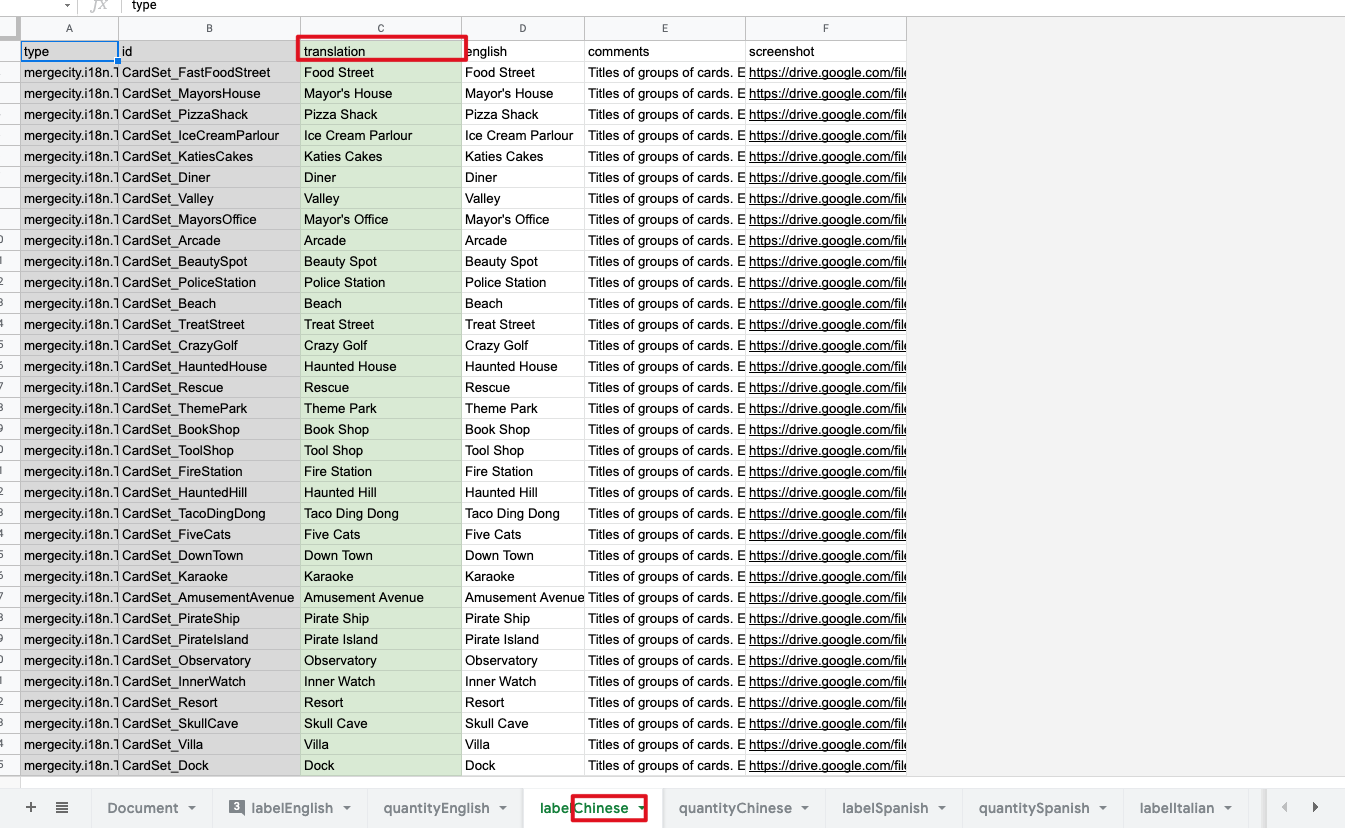 type
A B C D E F
type id translation english comments screenshot
mergecity.i18n.T CardSet_FastFoodStreet Food Street Food Street Titles of groups of cards. E https://drive.google.com/file
mergecity.i18n.T CardSet_MayorsHouse Mayor's House Mayor's House Titles of groups of cards. E https://drive.google.com/file
mergecity.i18n.T CardSet_PizzaShack Pizza Shack Pizza Shack Titles of groups of cards. E https://drive.google.com/file
mergecity.i18n.T CardSet_IceCreamParlour Ice Cream Parlour Ice Cream Parlour Titles of groups of cards. E https://drive.google.com/file
mergecity.i18n.T CardSet_KatiesCakes Katies Cakes Katies Cakes Titles of groups of cards. E https://drive.google.com/file
mergecity.i18n.T CardSet_Diner Diner Diner Titles of groups of cards. E https://drive.google.com/file
mergecity.i18n.T CardSet_Valley Valley Valley Titles of groups of cards. E https://drive.google.com/file
mergecity.i18n.T CardSet_MayorsOffice Mayor's Office Mayor's Office Titles of groups of cards. E https://drive.google.com/file
mergecity.i18n.T CardSet_Arcade Arcade Arcade Titles of groups of cards. E https://drive.google.com/file
mergecity.i18n.T CardSet_BeautySpot Beauty Spot Beauty Spot Titles of groups of cards. E https://drive.google.com/file
mergecity.i18n.T CardSet_PoliceStation Police Station Police Station Titles of groups of cards. E https://drive.google.com/file
mergecity.i18n.T CardSet_Beach Beach Beach Titles of groups of cards. E https://drive.google.com/file
mergecity.i18n.T CardSet_TreatStreet Treat Street Treat Street Titles of groups of cards. E https://drive.google.com/file
mergecity.i18n.T CardSet_CrazyGolf Crazy Golf Crazy Golf Titles of groups of cards. E https://drive.google.com/file
mergecity.i18n.T CardSet_HauntedHouse Haunted House Haunted House Titles of groups of cards. E https://drive.google.com/file
mergecity.i18n.T CardSet_Rescue Rescue Rescue Titles of groups of cards. E https://drive.google.com/file
mergecity.i18n.T CardSet_ThemePark Theme Park Theme Park Titles of groups of cards. E https://drive.google.com/file
mergecity.i18n.T CardSet_BookShop Book Shop Book Shop Titles of groups of cards. E https://drive.google.com/file
mergecity.i18n.T CardSet_ToolShop Tool Shop Tool Shop Titles of groups of cards. E https://drive.google.com/file
mergecity.i18n.T CardSet_FireStation Fire Station Fire Station Titles of groups of cards. E https://drive.google.com/file
mergecity.i18n.T CardSet_HauntedHill Haunted Hill Haunted Hill Titles of groups of cards. E https://drive.google.com/file
mergecity.i18n.T CardSet_TacoDingDong Taco Ding Dong Taco Ding Dong Titles of groups of cards. E https://drive.google.com/file
mergecity.i18n.T CardSet_FiveCats Five Cats Five Cats Titles of groups of cards. E https://drive.google.com/file
mergecity.i18n.T CardSet_DownTown Down Town Down Town Titles of groups of cards. E https://drive.google.com/file
mergecity.i18n.T CardSet_Karaoke Karaoke Karaoke Titles of groups of cards. E https://drive.google.com/file
mergecity.i18n.T CardSet_AmusementAvenue Amusement Avenue Amusement Avenue Titles of groups of cards. E https://drive.google.com/file
mergecity.i18n.T CardSet_PirateShip Pirate Ship Pirate Ship Titles of groups of cards. E https://drive.google.com/file
mergecity.i18n.T CardSet_PirateIsland Pirate Island Pirate Island Titles of groups of cards. E https://drive.google.com/file
mergecity.i18n.T CardSet_Observatory Observatory Observatory Titles of groups of cards. E https://drive.google.com/file
mergecity.i18n.T CardSet_InnerWatch Inner Watch Inner Watch Titles of groups of cards. E https://drive.google.com/file
mergecity.i18n.T CardSet_Resort Resort Resort Titles of groups of cards. E https://drive.google.com/file
mergecity.i18n.T CardSet_SkullCave Skull Cave Skull Cave Titles of groups of cards. E https://drive.google.com/file
mergecity.i18n.T CardSet_Villa Villa Villa Titles of groups of cards. E https://drive.google.com/file
mergecity.i18n.T CardSet_Dock Dock Dock Titles of groups of cards. E https://drive.google.com/file
Document 3 labelEnglish quantityEnglish labelChinese quantityChinese labelSpanish quantitySpanish labelItalian